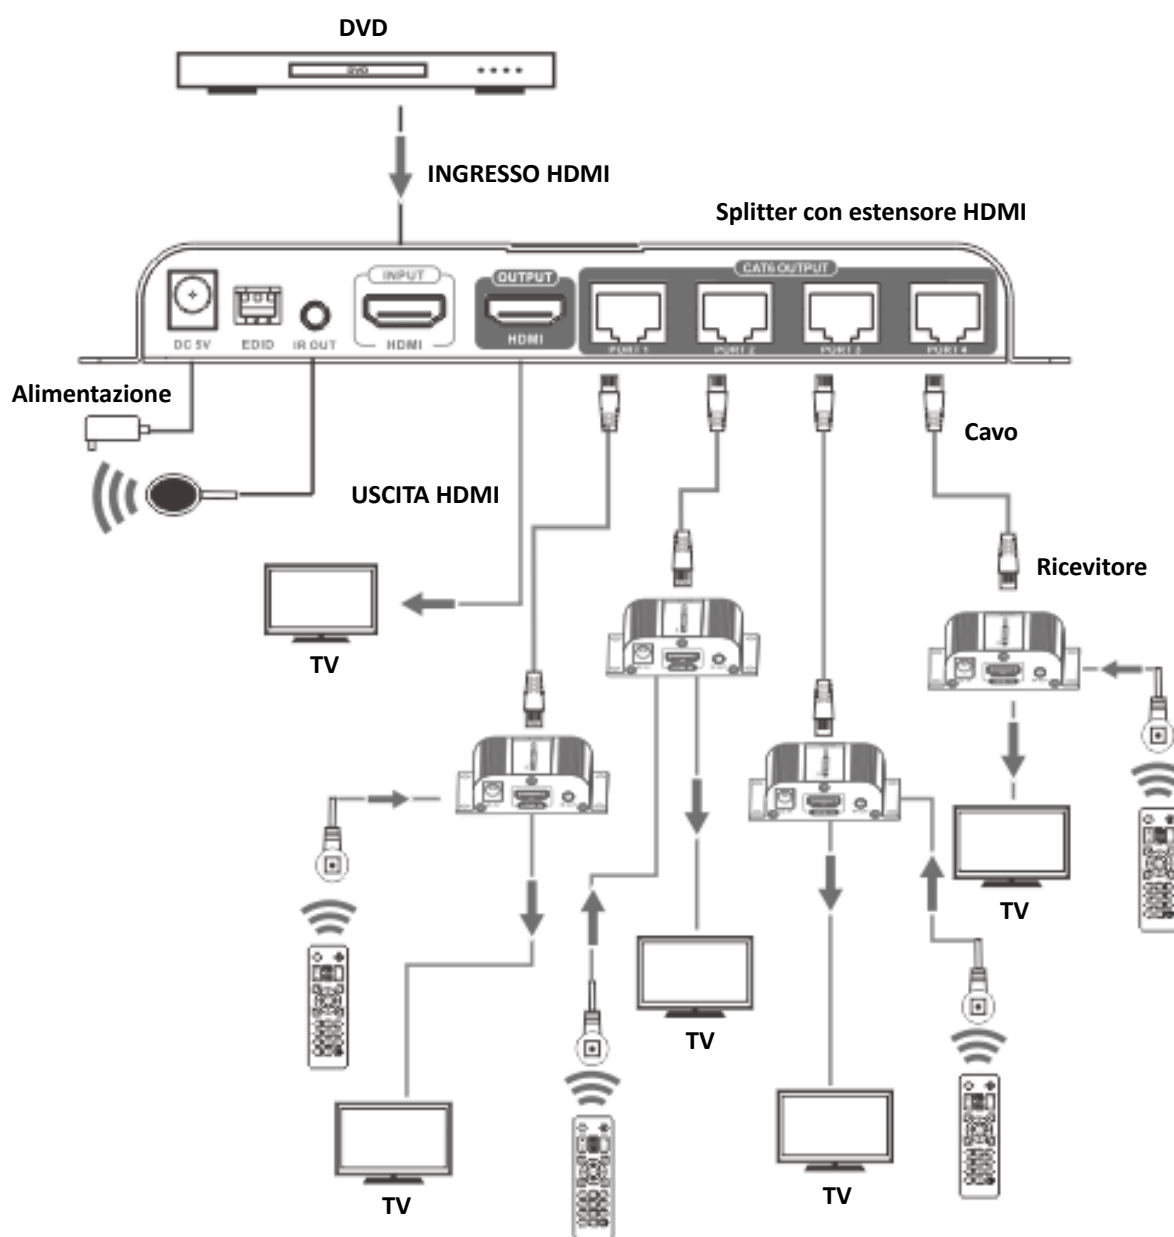 DVD
DVD
INGRESSO HDMI
Splitter con estensore HDMI
CAT6 OUTPUT
INPUT
OUTPUT
DC 5V
EDID
IR OUT
HDMI
HDMI
PORT 1
PORT 2
PORT 3
PORT 4
Alimentazione
Cavo
USCITA HDMI
Ricevitore
TV
TV
TV
TV
TV